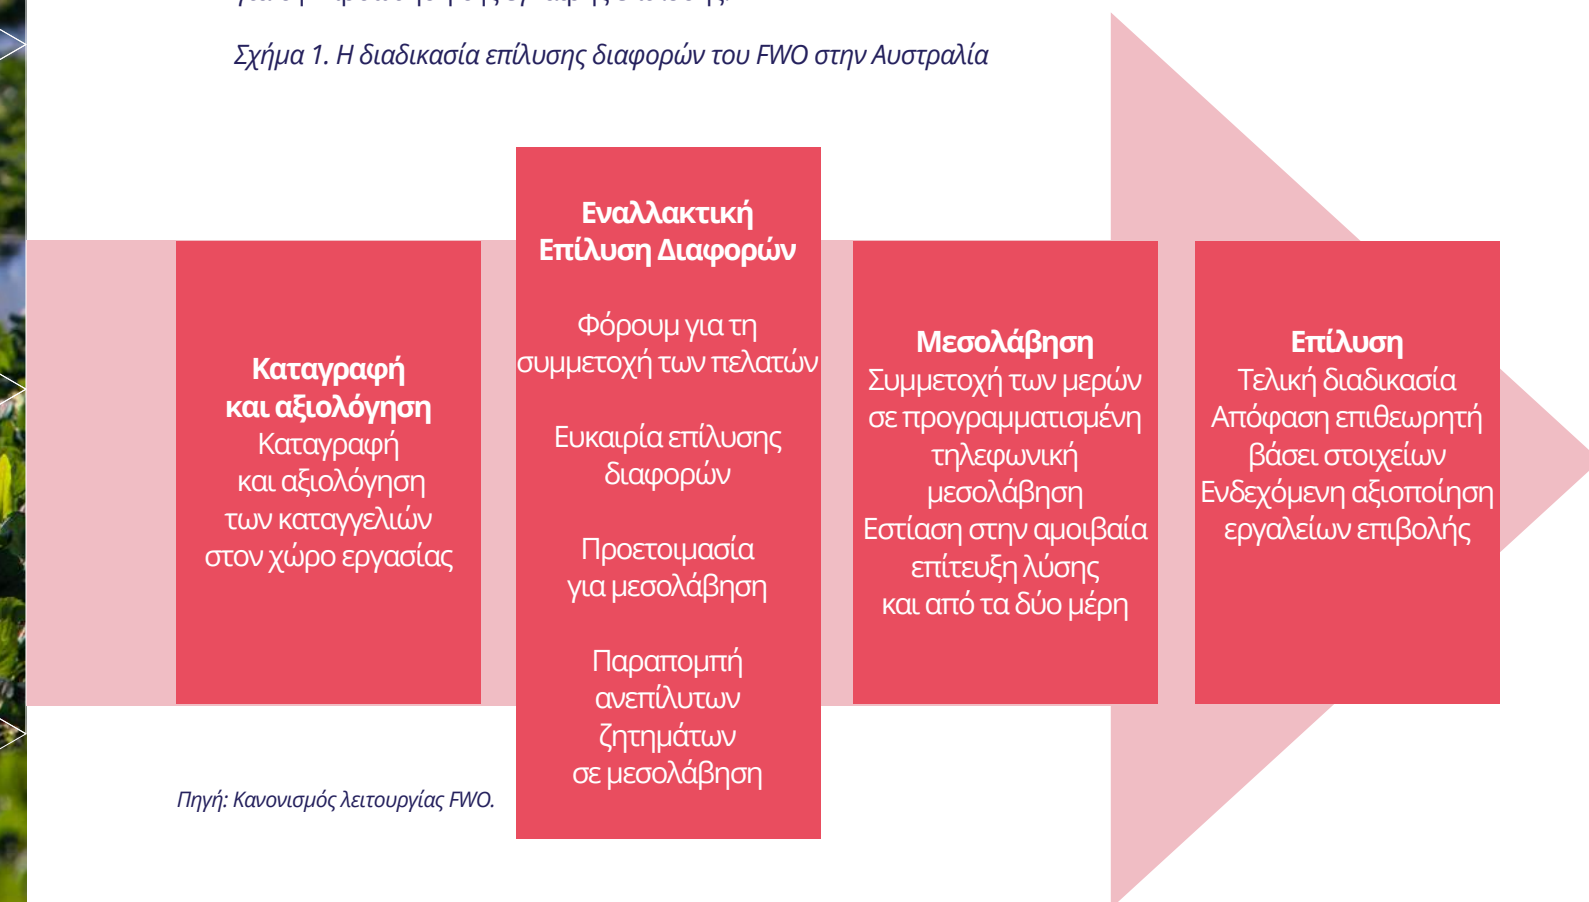 Σχήμα 1. Η διαδικασία επίλυσης διαφορών του FWO στην Αυστραλία
Καταγραφή
και αξιολόγηση
Καταγραφή
και αξιολόγηση
των καταγγελιών
στον χώρο εργασίας
Εναλλακτική
Επίλυση Διαφορών
Φόρουμ για τη
συμμετοχή των πελατών
Ευκαιρία επίλυσης
διαφορών
Προετοιμασία
για μεσολάβηση
Παραπομπή
ανεπίλυτων
ζητημάτων
σε μεσολάβηση
Μεσολάβηση
Συμμετοχή των μερών
σε προγραμματισμένη
τηλεφωνική
μεσολάβηση
Εστίαση στην αμοιβαία
επίτευξη λύσης
και από τα δύο μέρη
Επίλυση
Τελική διαδικασία
Απόφαση επιθεωρητή
βάσει στοιχείων
Ενδεχόμενη αξιοποίηση
εργαλείων επιβολής
Πηγή: Κανονισμός λειτουργίας FWO.